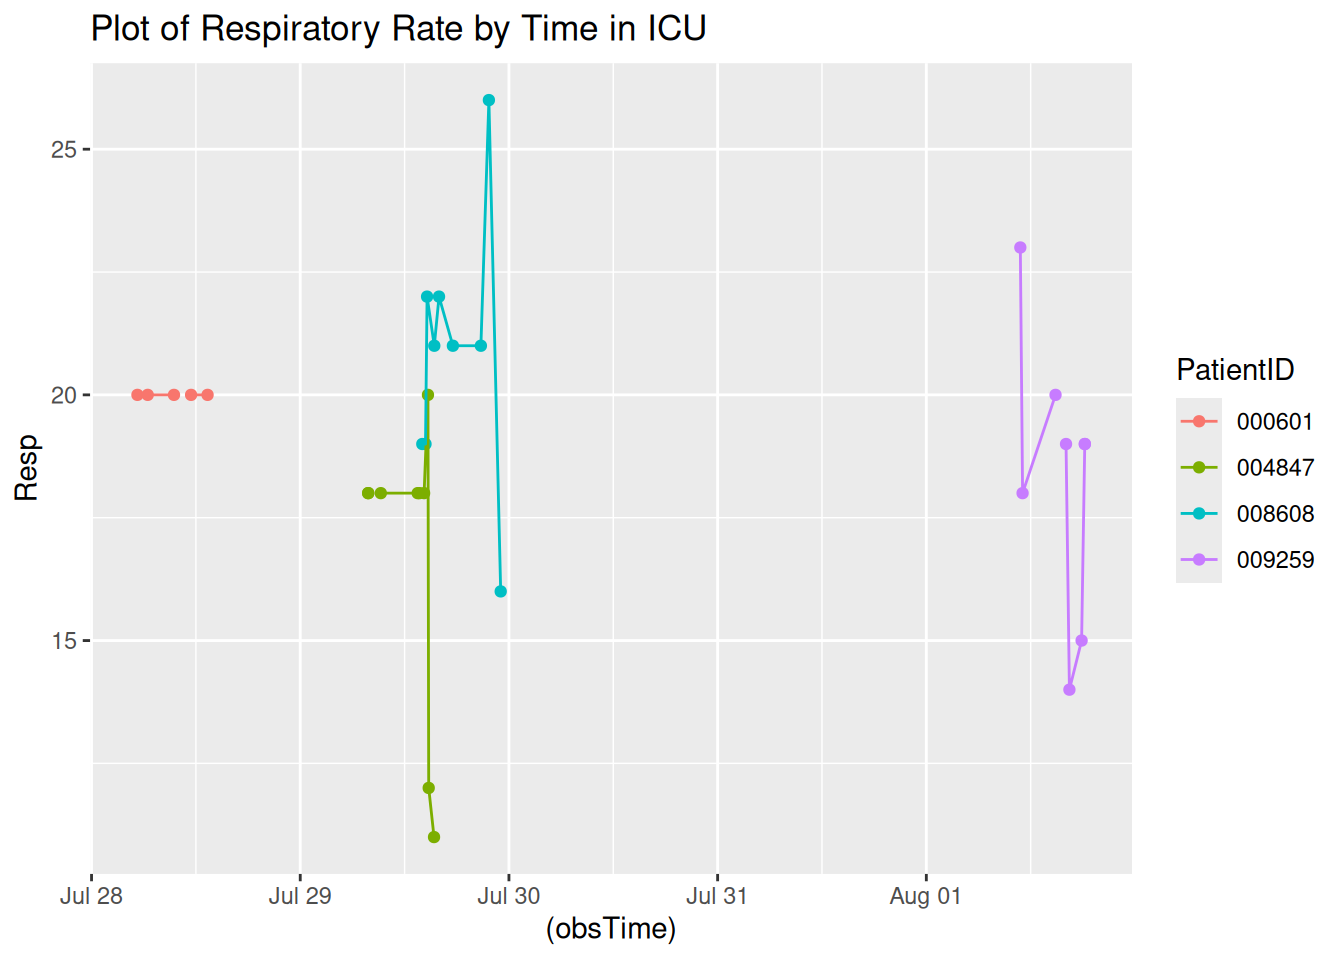 Plot of Respiratory Rate by Time in ICU
25
20
15
Resp
Jul 28 Jul 29 Jul 30 Jul 31 Aug 01
(obsTime)
PatientID
000601
004847
008608
009259